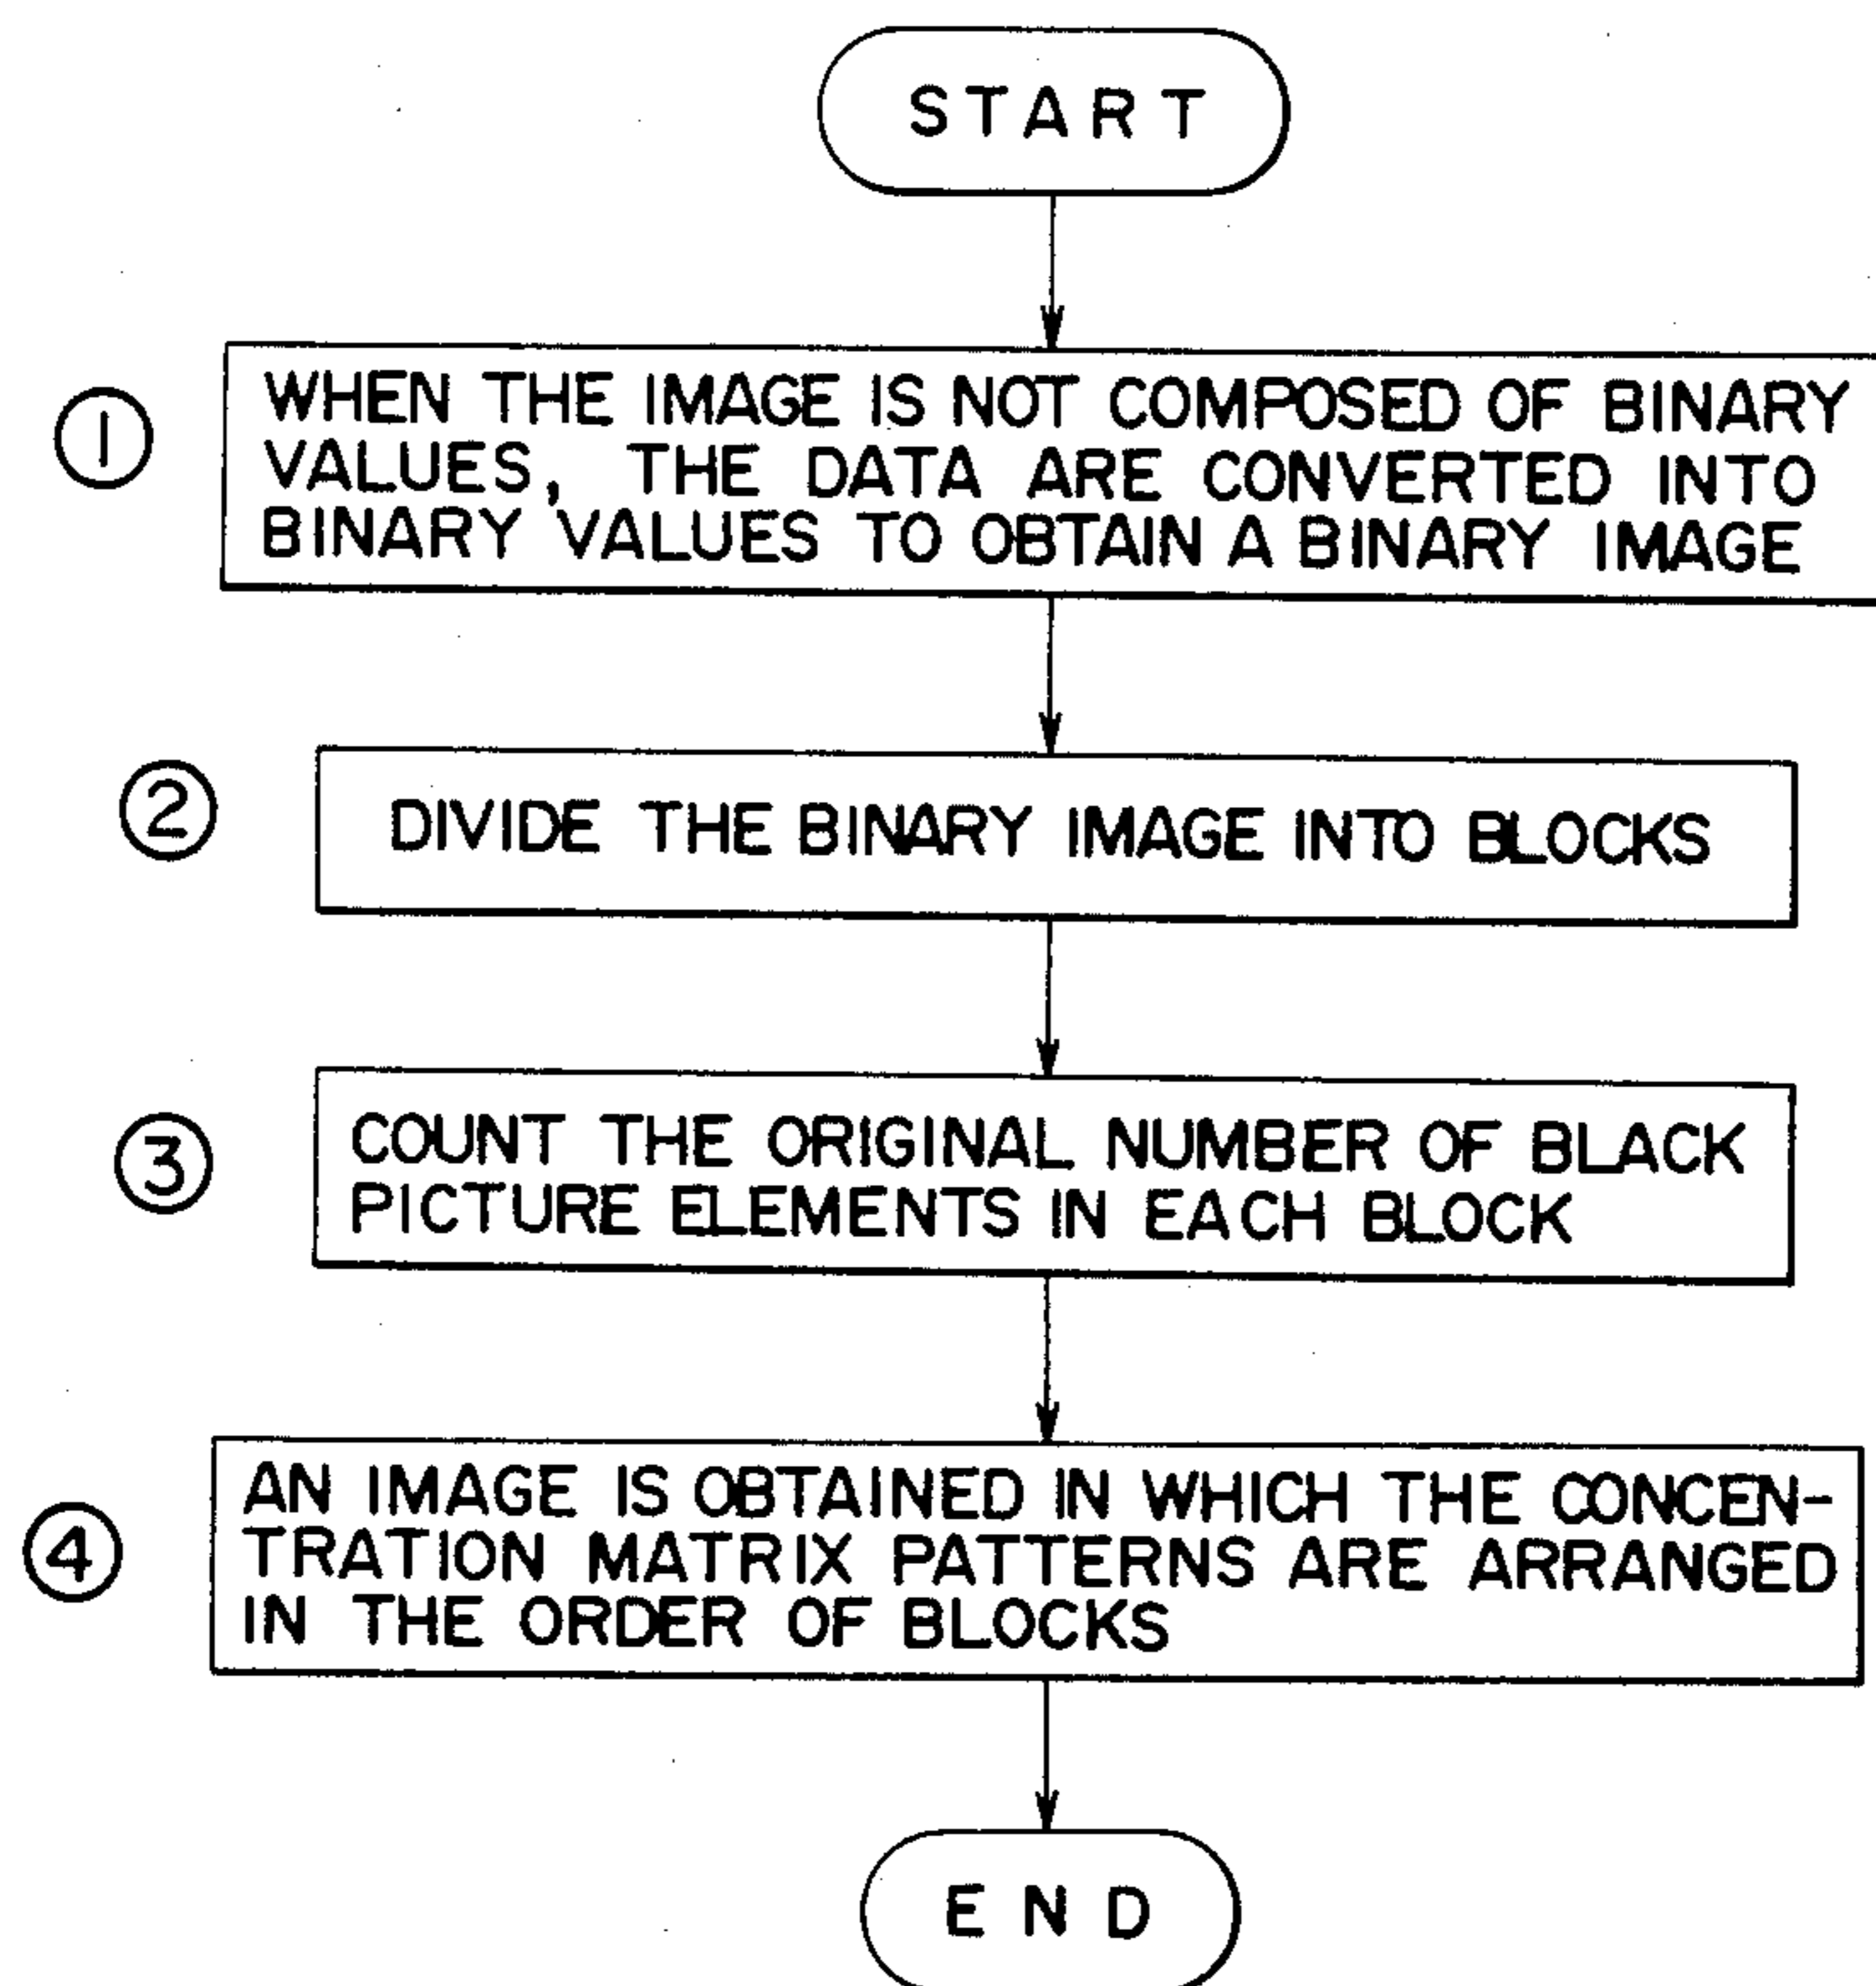 START
①
WHEN THE IMAGE IS NOT COMPOSED OF BINARY
VALUES, THE DATA ARE CONVERTED INTO
BINARY VALUES TO OBTAIN A BINARY IMAGE
②
DIVIDE THE BINARY IMAGE INTO BLOCKS
③
COUNT THE ORIGINAL NUMBER OF BLACK
PICTURE ELEMENTS IN EACH BLOCK
④
AN IMAGE IS OBTAINED IN WHICH THE CONCEN-
TRATION MATRIX PATTERNS ARE ARRANGED
IN THE ORDER OF BLOCKS
END